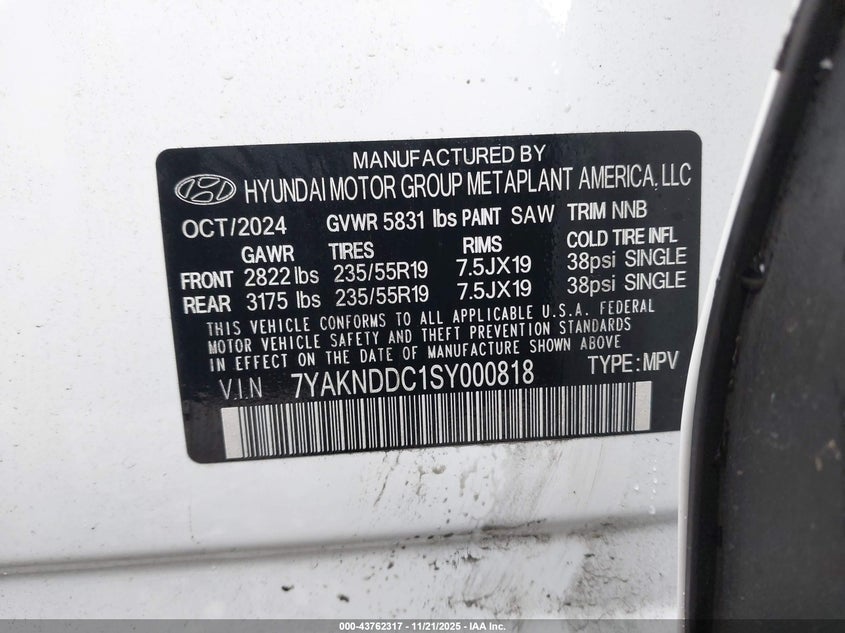 MANUFACTURED BY
HYUNDAI MOTOR GROUP METAPLANT AMERICA, LLC
OCT/2024 GVWR 5831 lbs PAINT SAW TRIM NNB
GAWR TIRES RIMS COLD TIRE INFL
FRONT 2822 lbs 235/55R19 7.5JX19 38psi SINGLE
REAR 3175 lbs 235/55R19 7.5JX19 38psi SINGLE
THIS VEHICLE CONFORMS TO ALL APPLICABLE U.S.A. FEDERAL
MOTOR VEHICLE SAFETY AND THEFT PREVENTION STANDARDS
IN EFFECT ON THE DATE OF MANUFACTURE SHOWN ABOVE
V.I.N 7YAKNDDC1SY000818 TYPE: MPV
000-43762317 - 11/21/2025 - IAA Inc.